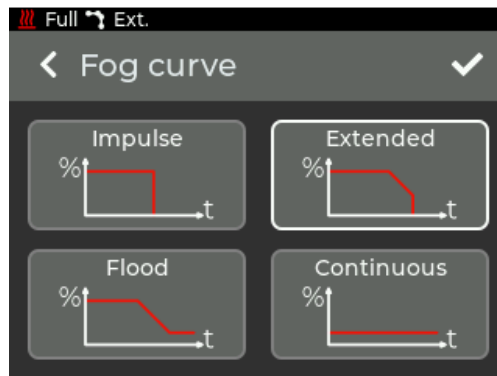 Full Ext.
Fog curve
Impulse
% t
Extended
% t
Flood
% t
Continuous
% t